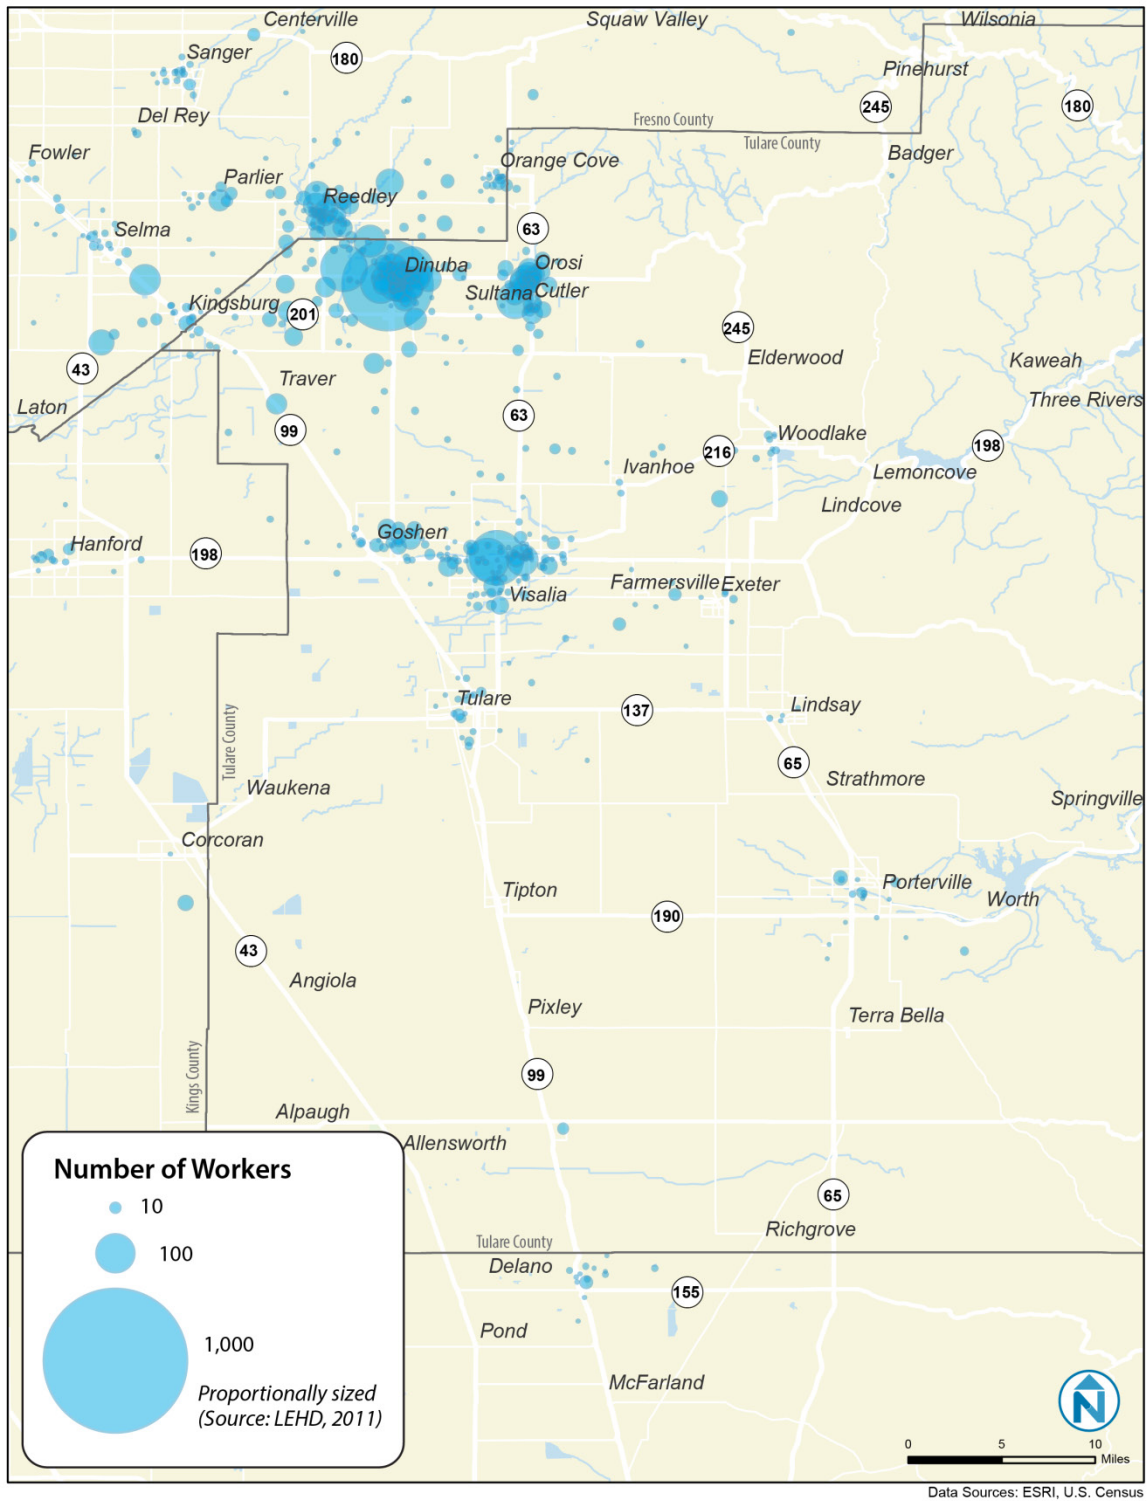 Centerville
Squaw Valley
Wilsonia
Sanger
180
Pinehurst
245
180
Del Rey
Fresno County
Tulare County
Fowler
Orange Cove
Badger
Parlier
Reedley
Selma
63
Dinuba
Orosi
Sultana
Cutler
Kingsburg
201
245
Elderwood
Kaweah
43
Traver
Three Rivers
Laton
63
99
Woodlake
216
198
Ivanhoe
Lemoncove
Lindcove
Goshen
Hanford
198
Farmersville
Exeter
Visalia
Tulare
137
Lindsay
Tulare County
65
Strathmore
Waukena
Springville
Corcoran
Tipton
Porterville
Worth
190
43
Angiola
Pixley
Terra Bella
Kings County
99
Alpaugh
Allensworth
Number of Workers
10
100
1,000
Proportionally sized
(Source: LEHD, 2011)
65
Richgrove
Tulare County
Delano
155
Pond
McFarland
N
0 5 10
Miles
Data Sources: ESRI, U.S. Census